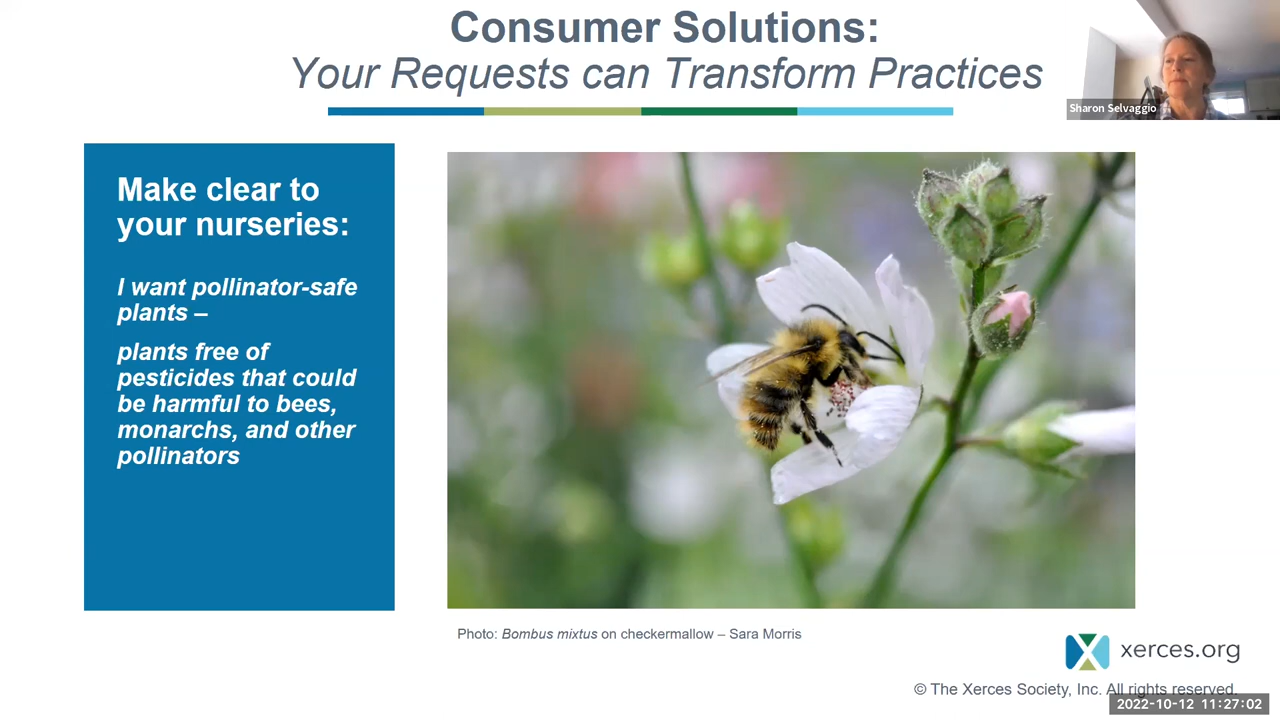 Consumer Solutions:
Your Requests can Transform Practices
Sharon Selvaggio
Make clear to
your nurseries:
I want pollinator-safe
plants –
plants free of
pesticides that could
be harmful to bees,
monarchs, and other
pollinators
Photo: Bombus mixtus on checkermallow – Sara Morris
xerces.org
© The Xerces Society, Inc. All rights reserved.
2022-10-12 11:27:02